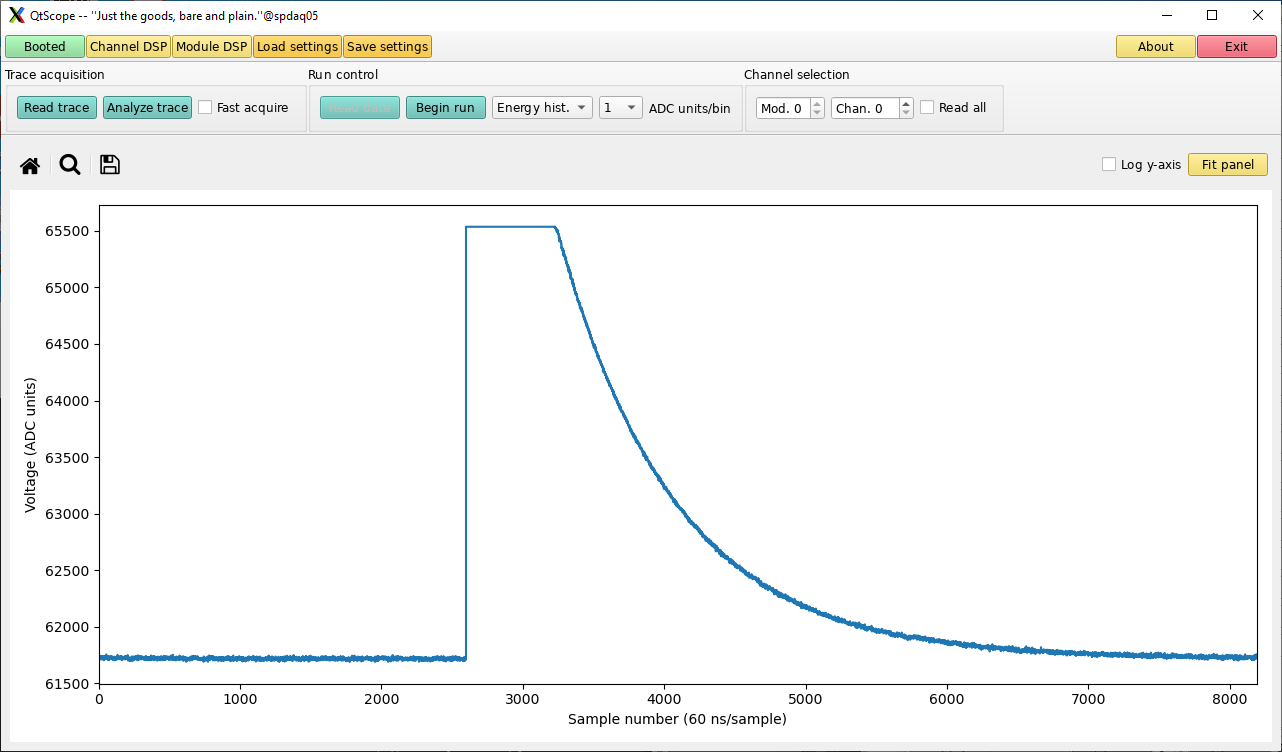 QtScope -- ''Just the goods, bare and plain.''@spdaq05
Booted Channel DSP Module DSP Load settings Save settings About Exit
Trace acquisition Run control Channel selection
Read trace Analyze trace Fast acquire Read data Begin run Energy hist. 1 ADC units/bin Mod. 0 Chan. 0 Read all
Log y-axis Fit panel
65500
65000
64500
64000
63500
63000
62500
62000
61500
Voltage (ADC units)
0 1000 2000 3000 4000 5000 6000 7000 8000
Sample number (60 ns/sample)